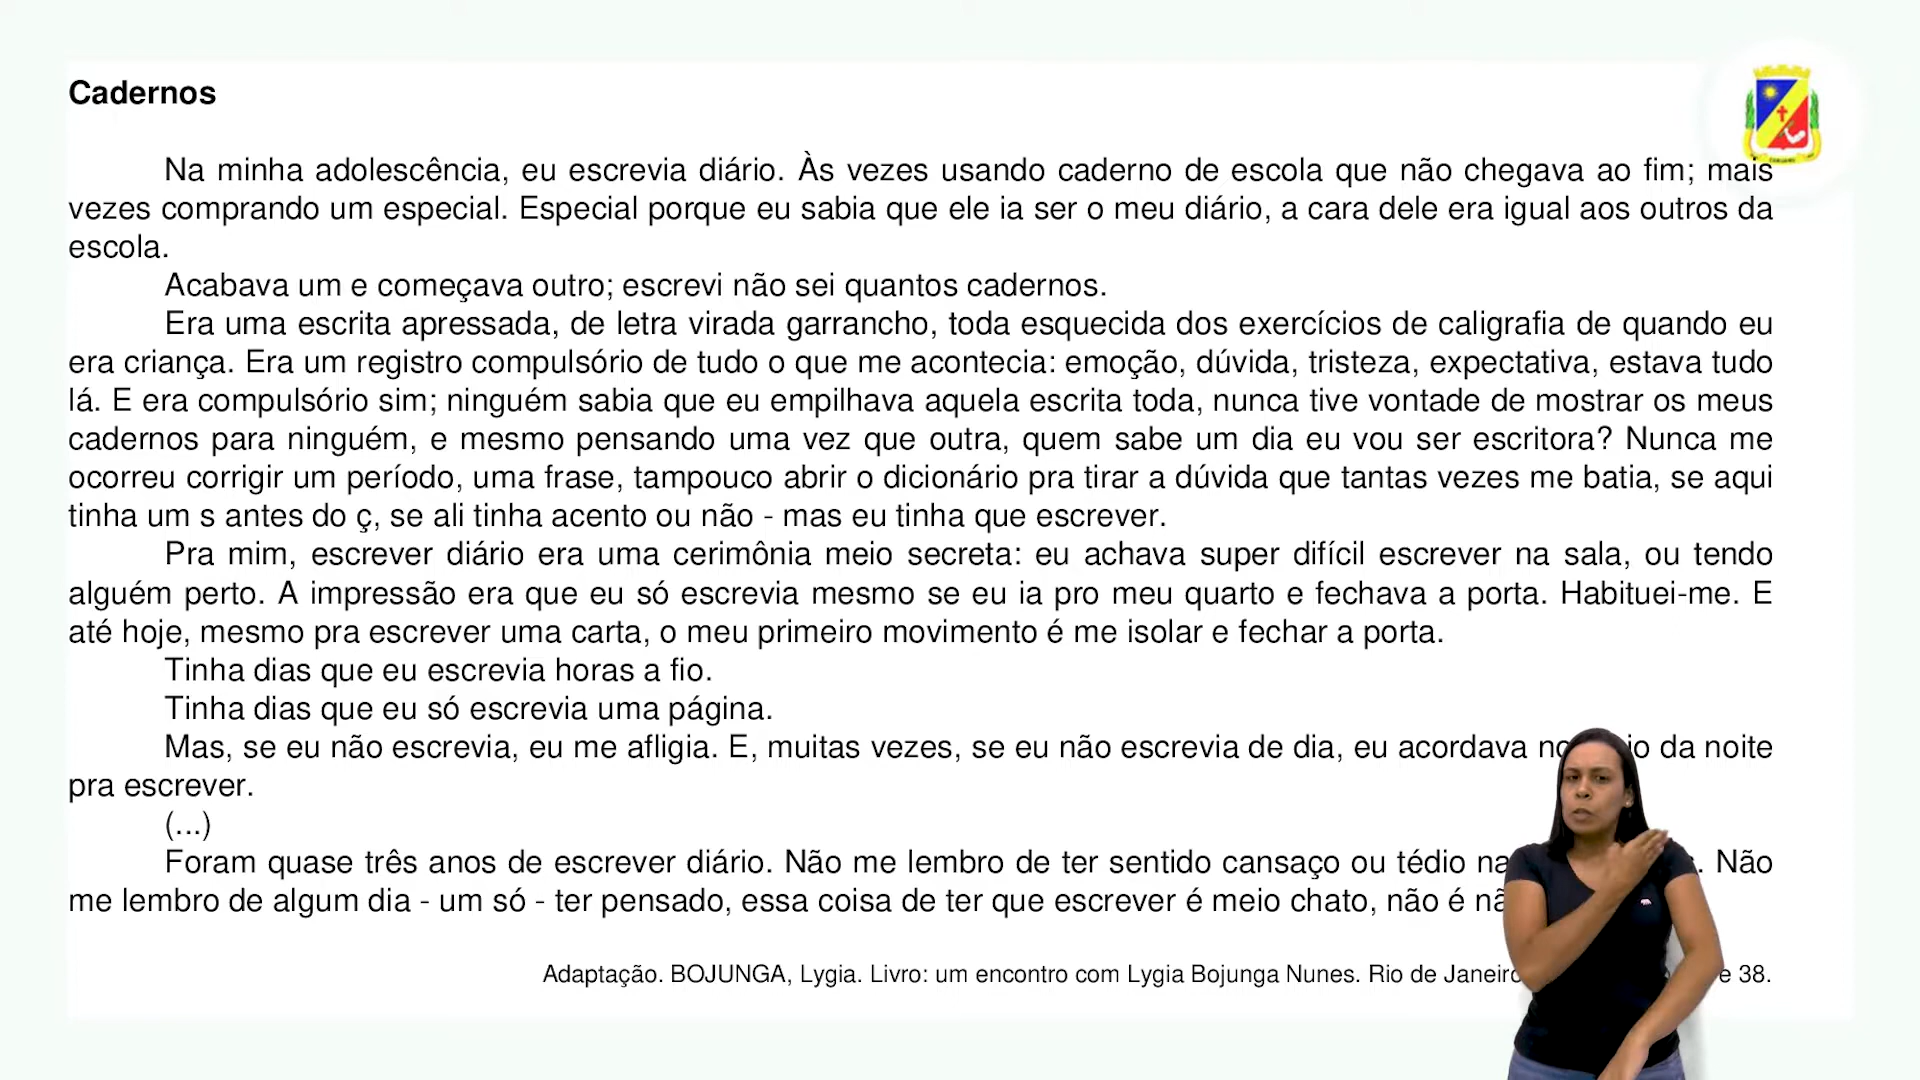 Cadernos
Na minha adolescência, eu escrevia diário. Às vezes usando caderno de escola que não chegava ao fim; mais
vezes comprando um especial. Especial porque eu sabia que ele ia ser o meu diário, a cara dele era igual aos outros da
escola.
Acabava um e começava outro; escrevi não sei quantos cadernos.
Era uma escrita apressada, de letra virada garrancho, toda esquecida dos exercícios de caligrafia de quando eu
era criança. Era um registro compulsório de tudo o que me acontecia: emoção, dúvida, tristeza, expectativa, estava tudo
lá. E era compulsório sim; ninguém sabia que eu empilhava aquela escrita toda, nunca tive vontade de mostrar os meus
cadernos para ninguém, e mesmo pensando uma vez que outra, quem sabe um dia eu vou ser escritora? Nunca me
ocorreu corrigir um período, uma frase, tampouco abrir o dicionário pra tirar a dúvida que tantas vezes me batia, se aqui
tinha um s antes do ç, se ali tinha acento ou não - mas eu tinha que escrever.
Pra mim, escrever diário era uma cerimônia meio secreta: eu achava super difícil escrever na sala, ou tendo
alguém perto. A impressão era que eu só escrevia mesmo se eu ia pro meu quarto e fechava a porta. Habituei-me. E
até hoje, mesmo pra escrever uma carta, o meu primeiro movimento é me isolar e fechar a porta.
Tinha dias que eu escrevia horas a fio.
Tinha dias que eu só escrevia uma página.
Mas, se eu não escrevia, eu me afligia. E, muitas vezes, se eu não escrevia de dia, eu acordava da noite
pra escrever.
(...)
Foram quase três anos de escrever diário. Não me lembro de ter sentido cansaço ou tédio Não
me lembro de algum dia - um só - ter pensado, essa coisa de ter que escrever é meio chato, não é
Adaptação. BOJUNGA, Lygia. Livro: um encontro com Lygia Bojunga Nunes. Rio de e 38.